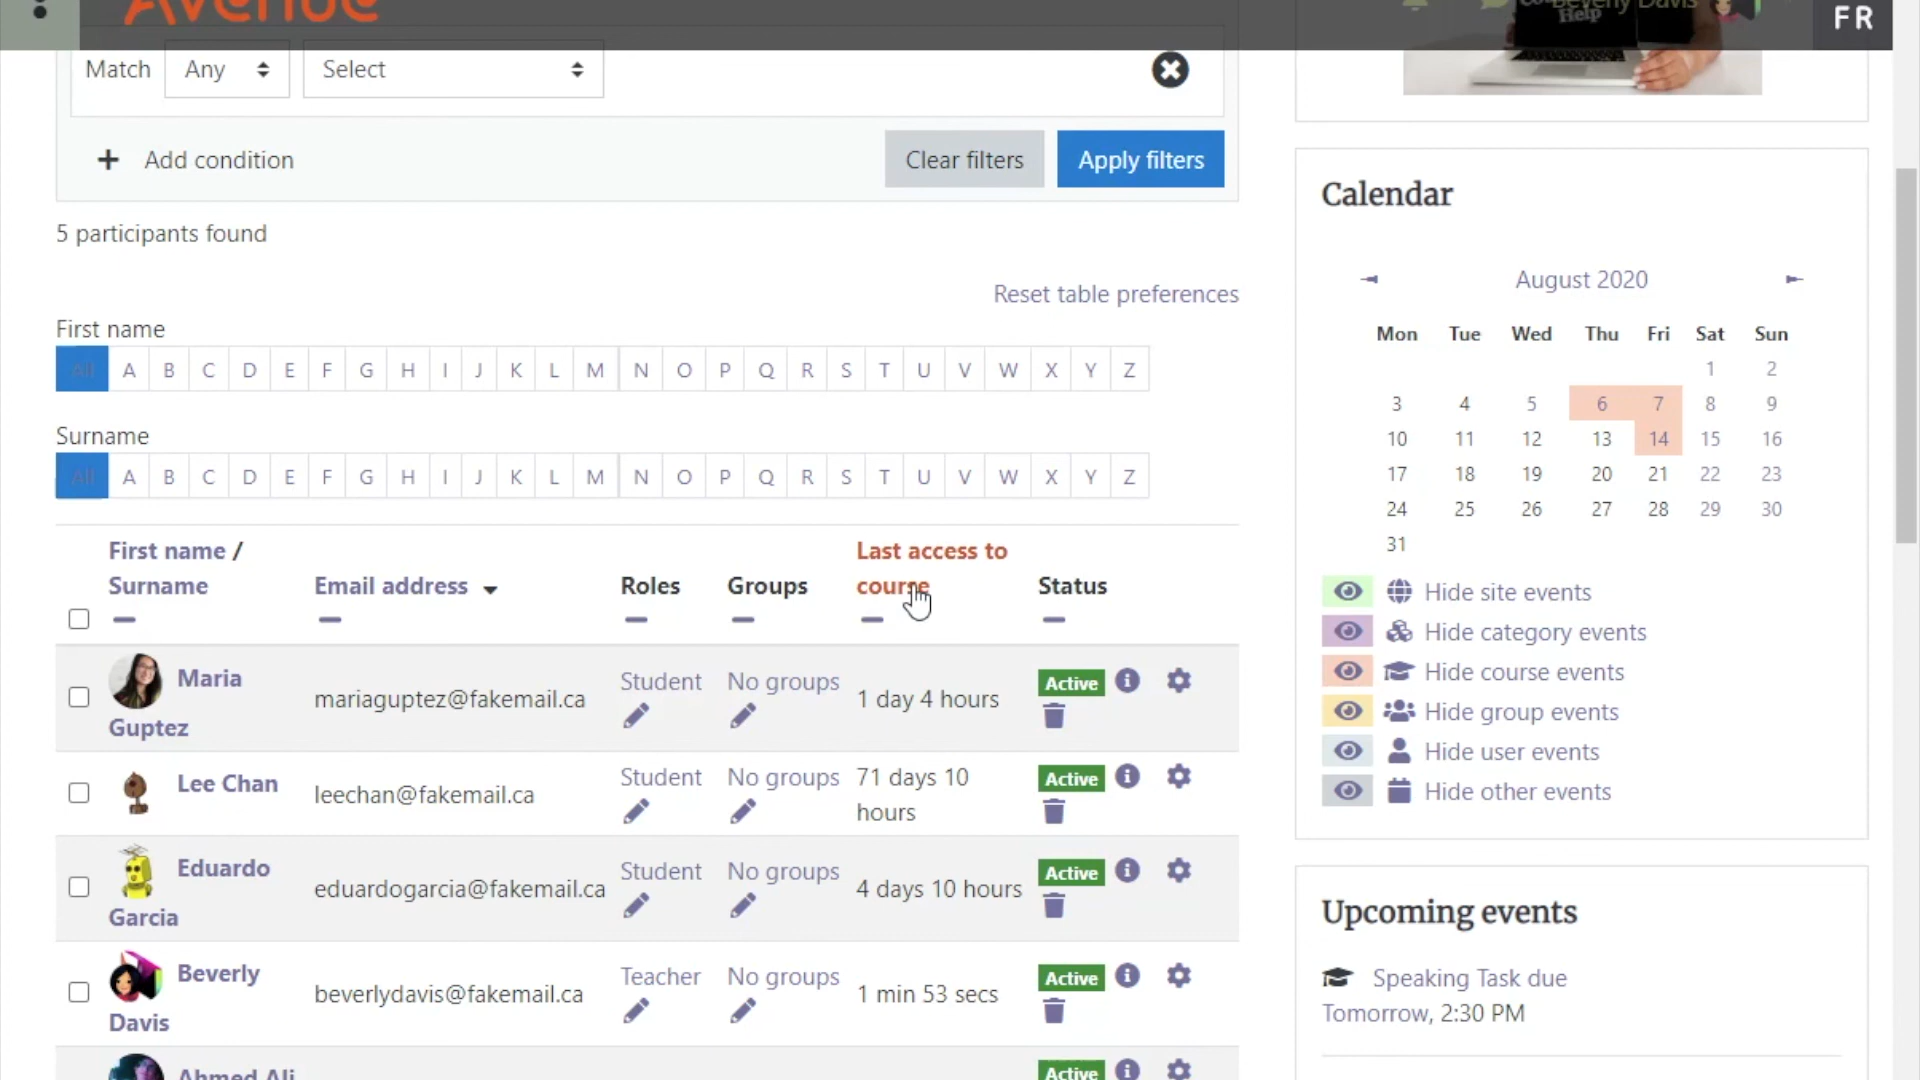 Avenue
Beverly Davis
FR
Help
Match Any Select
Add condition
Clear filters
Apply filters
5 participants found
Reset table preferences
First name
All A B C D E F G H I J K L M N O P Q R S T U V W X Y Z
Surname
All A B C D E F G H I J K L M N O P Q R S T U V W X Y Z
First name / Surname
Email address
Roles
Groups
Last access to course
Status
Maria Guptez
mariaguptez@fakemail.ca
Student
No groups
1 day 4 hours
Active
Lee Chan
leechan@fakemail.ca
Student
No groups
71 days 10 hours
Active
Eduardo Garcia
eduardogarcia@fakemail.ca
Student
No groups
4 days 10 hours
Active
Beverly Davis
beverlydavis@fakemail.ca
Teacher
No groups
1 min 53 secs
Active
Ahmed Ali
Active
Calendar
August 2020
Mon Tue Wed Thu Fri Sat Sun
1 2
3 4 5 6 7 8 9
10 11 12 13 14 15 16
17 18 19 20 21 22 23
24 25 26 27 28 29 30
31
Hide site events
Hide category events
Hide course events
Hide group events
Hide user events
Hide other events
Upcoming events
Speaking Task due
Tomorrow, 2:30 PM